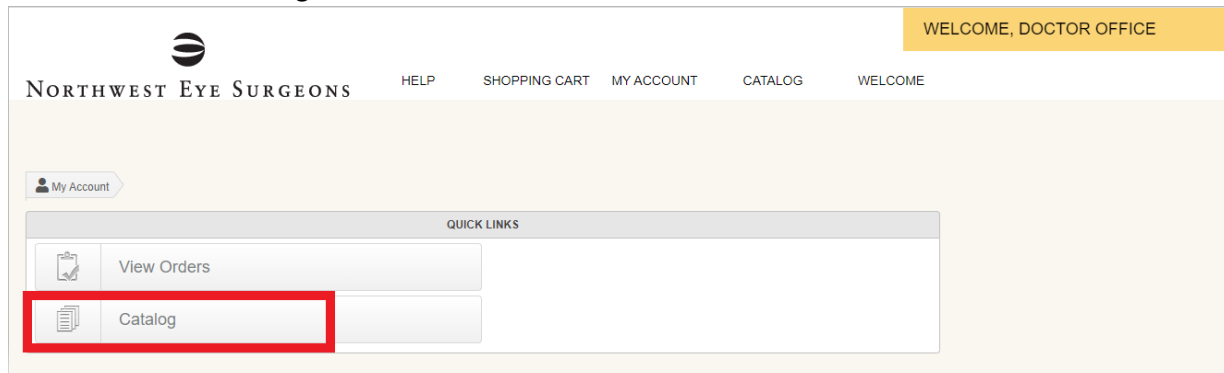 WELCOME, DOCTOR OFFICE
NORTHWEST EYE SURGEONS
HELP SHOPPING CART MY ACCOUNT CATALOG WELCOME
My Account
QUICK LINKS
View Orders
Catalog